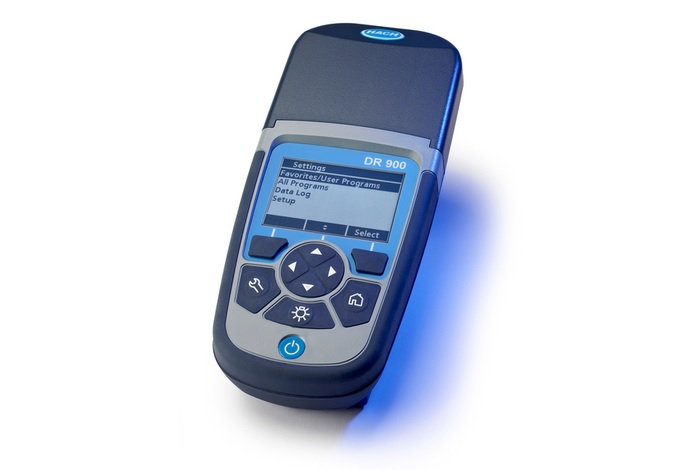 HACH
DR 900
Settings
Favorites/User Programs
All Programs
Data Log
Setup
Select